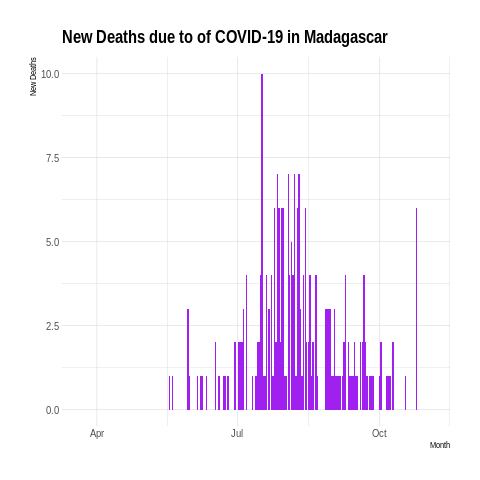 New Deaths due to of COVID-19 in Madagascar
New Deaths
10.0
7.5
5.0
2.5
0.0
Apr Jul Oct
Month